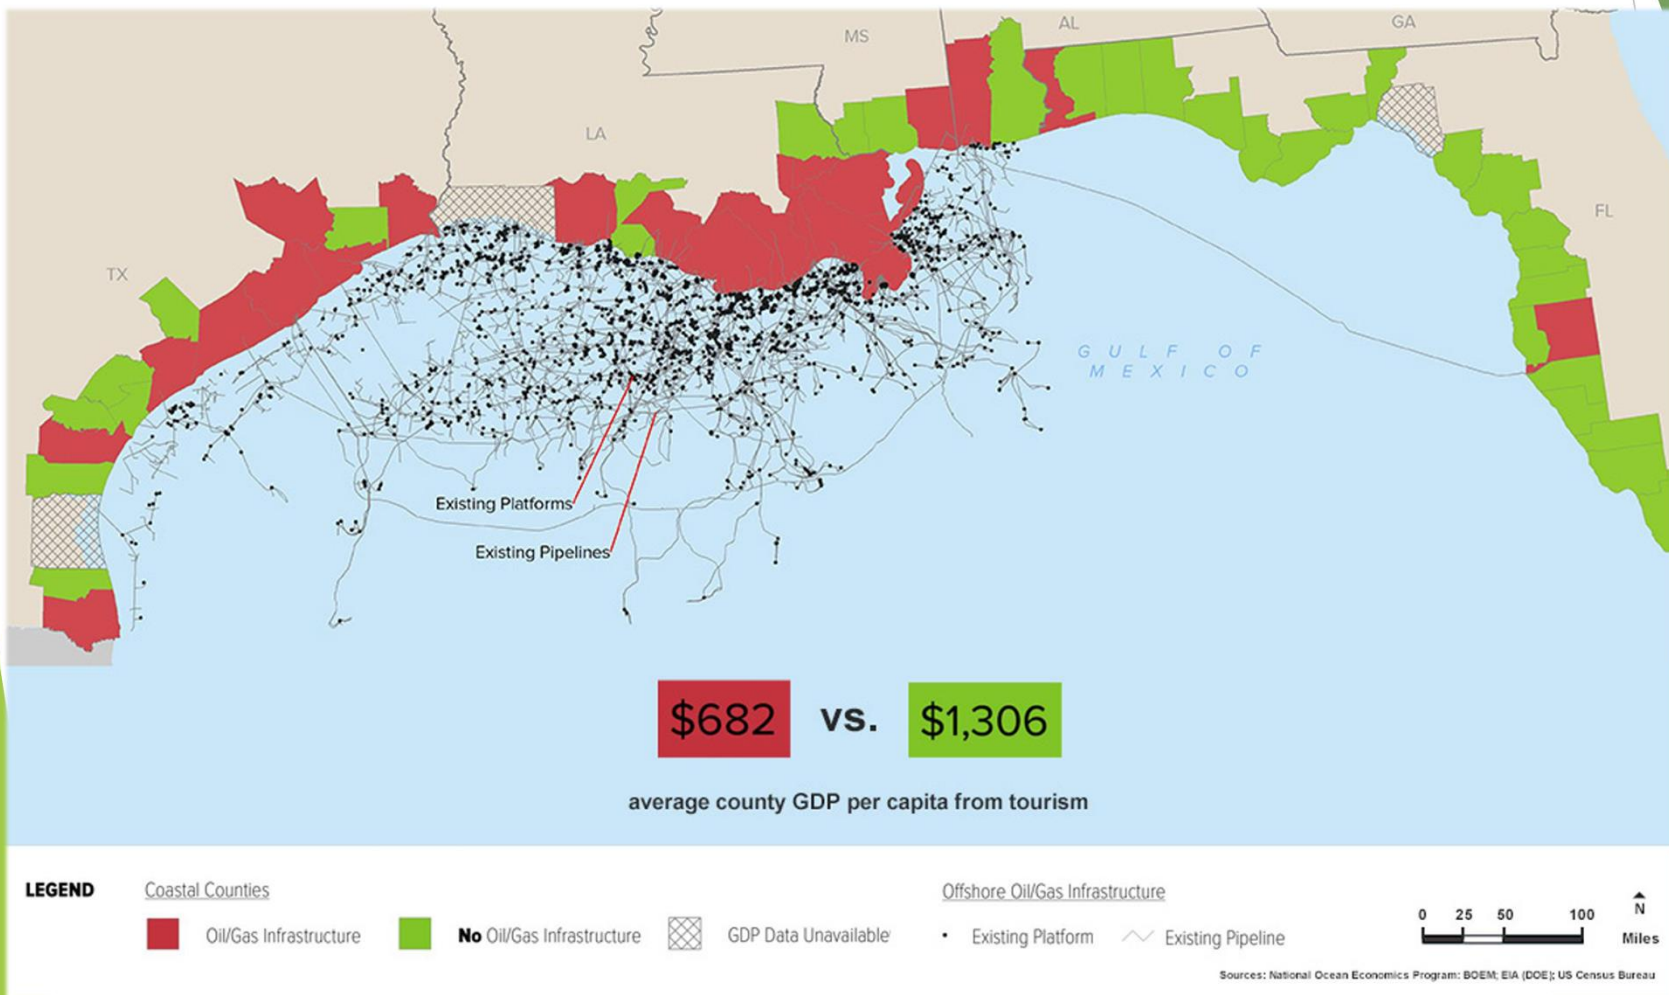 MS
AL
GA
LA
FL
TX
GULF OF
MEXICO
Existing Platforms
Existing Pipelines
$682 vs. $1,306
average county GDP per capita from tourism
LEGEND
Coastal Counties
Oil/Gas Infrastructure
No Oil/Gas Infrastructure
GDP Data Unavailable
Offshore Oil/Gas Infrastructure
Existing Platform
Existing Pipeline
0 25 50 100
Miles
N
Sources: National Ocean Economics Program: BOEM; EIA (DOE); US Census Bureau